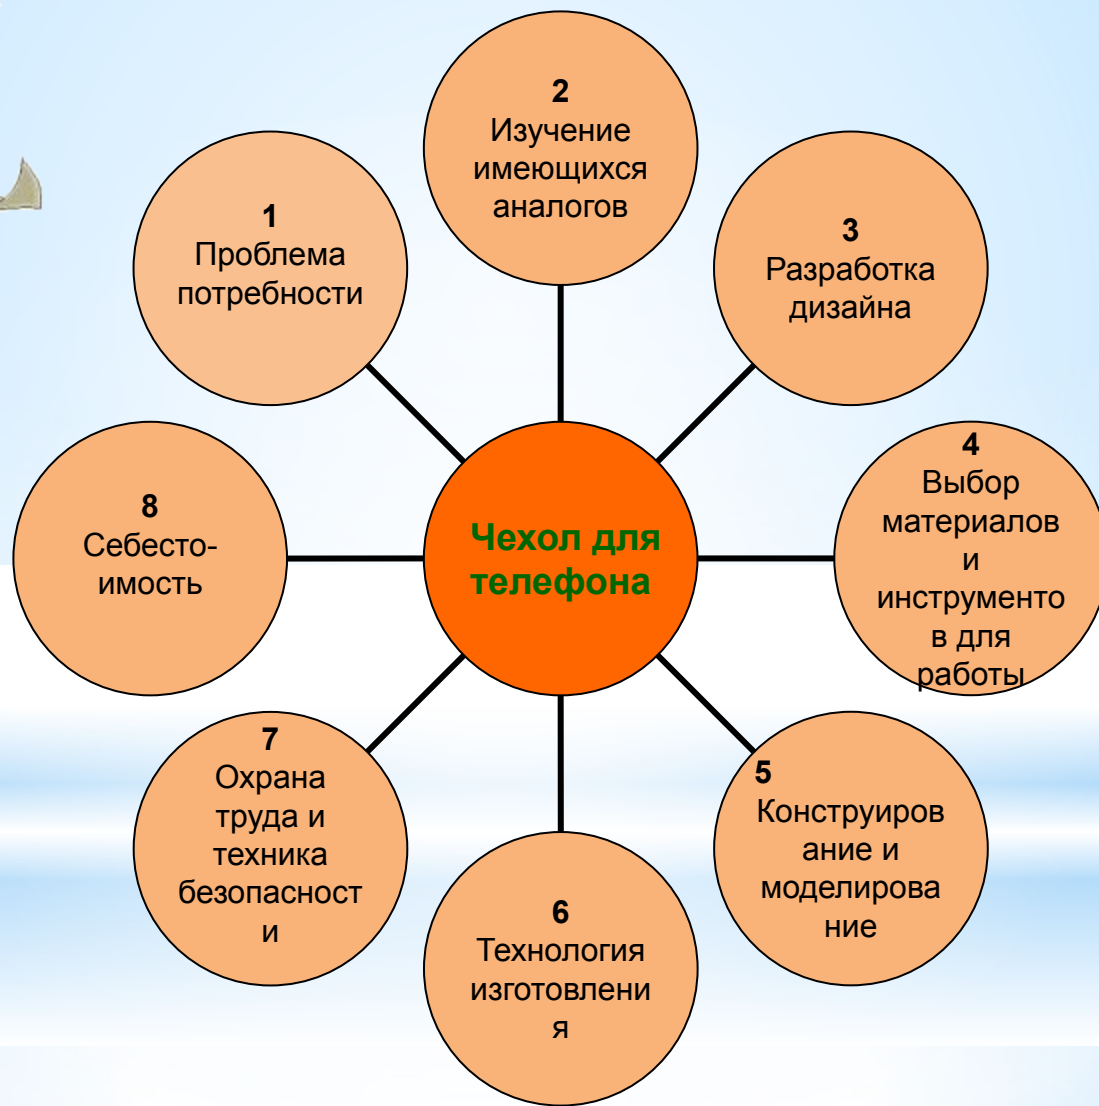 1
Проблема
потребности
2
Изучение
имеющихся
аналогов
3
Разработка
дизайна
4
Выбор
материалов
и
инструменто
в для
работы
5
Конструиров
ание и
моделирова
ние
6
Технология
изготовлени
я
7
Охрана
труда и
техника
безопасност
и
8
Себесто-
имость
Чехол для
телефона